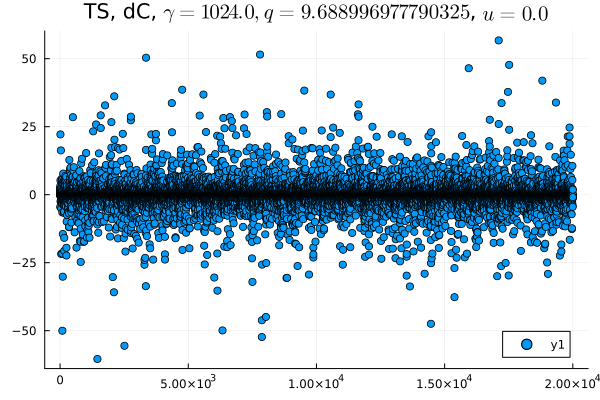 TS, dC, γ = 1024.0, q = 9.688996977790325, u = 0.0
50
25
0
−25
−50
y1
0 5.00×10³ 1.00×10⁴ 1.50×10⁴ 2.00×10⁴